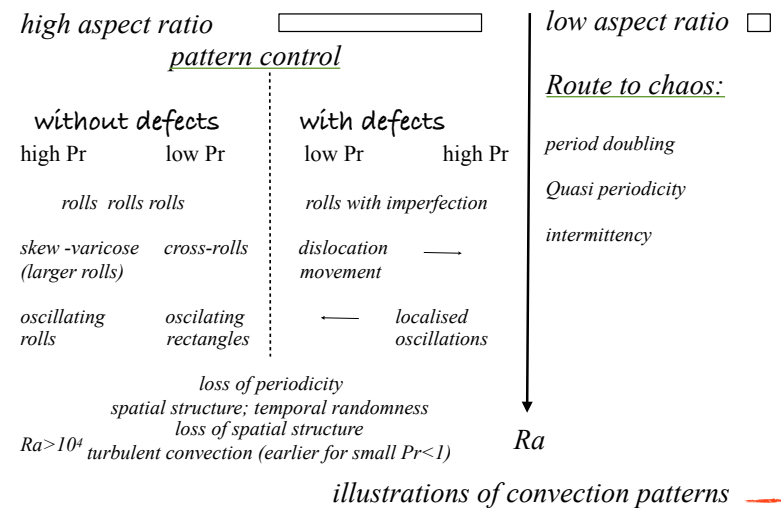 high aspect ratio
low aspect ratio
pattern control
Route to chaos:
without defects with defects
high Pr low Pr low Pr high Pr
period doubling
rolls rolls rolls rolls with imperfection
Quasi periodicity
skew -varicose cross-rolls dislocation
(larger rolls) movement
intermittency
oscillating oscilating localised
rolls rectangles oscillations
loss of periodicity
spatial structure; temporal randomness
loss of spatial structure
Ra>10⁴ turbulent convection (earlier for small Pr<1)
Ra
illustrations of convection patterns